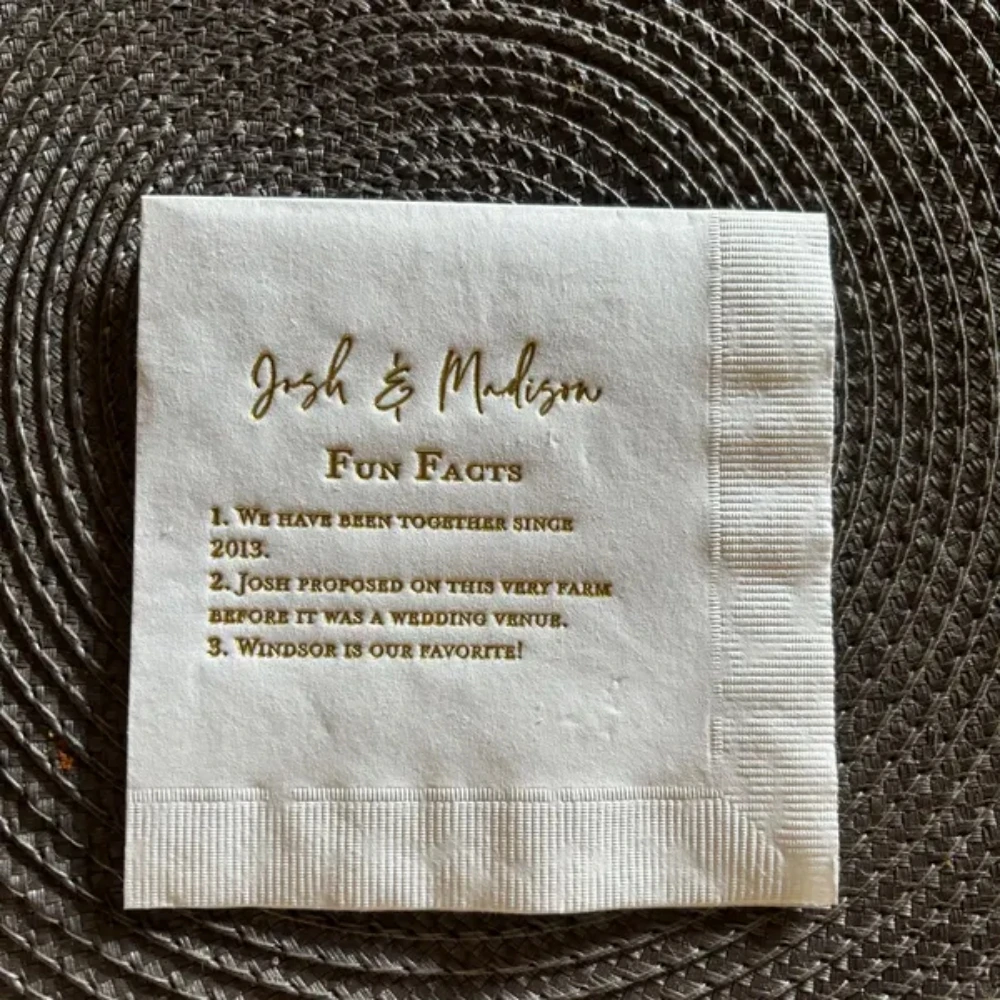 Josh & Madison
Fun Facts
1. We have been together since
2013.
2. Josh proposed on this very farm
before it was a wedding venue.
3. Windsor is our favorite!